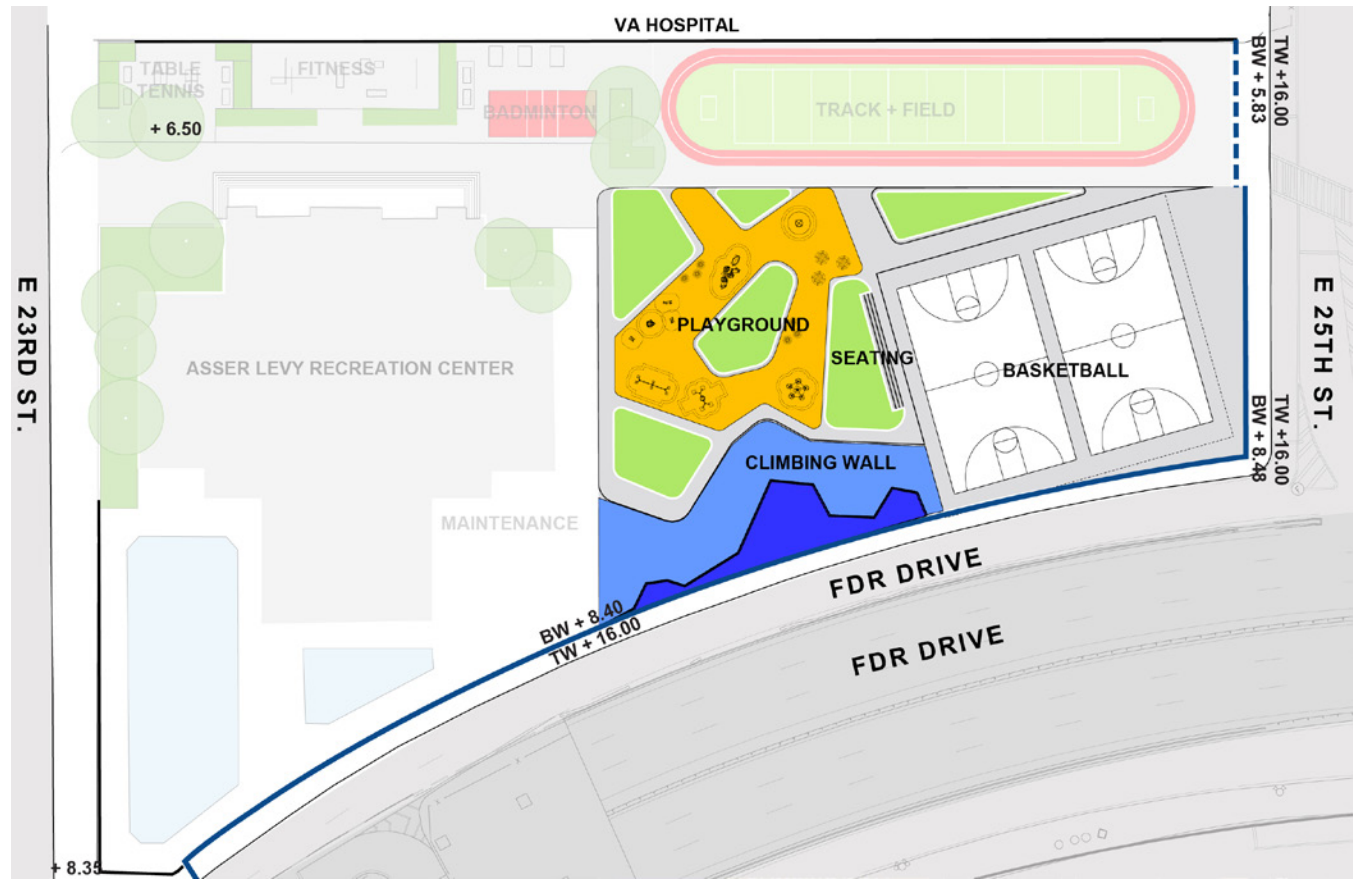 VA HOSPITAL
TABLE
TENNIS
FITNESS
BADMINTON
TRACK + FIELD
TW +16.00
BW + 5.83
+ 6.50
E 23RD ST.
ASSER LEVY RECREATION CENTER
PLAYGROUND
SEATING
BASKETBALL
E 25TH ST.
TW +16.00
BW + 8.48
CLIMBING WALL
MAINTENANCE
FDR DRIVE
BW + 8.40
TW + 16.00
FDR DRIVE
+ 8.35